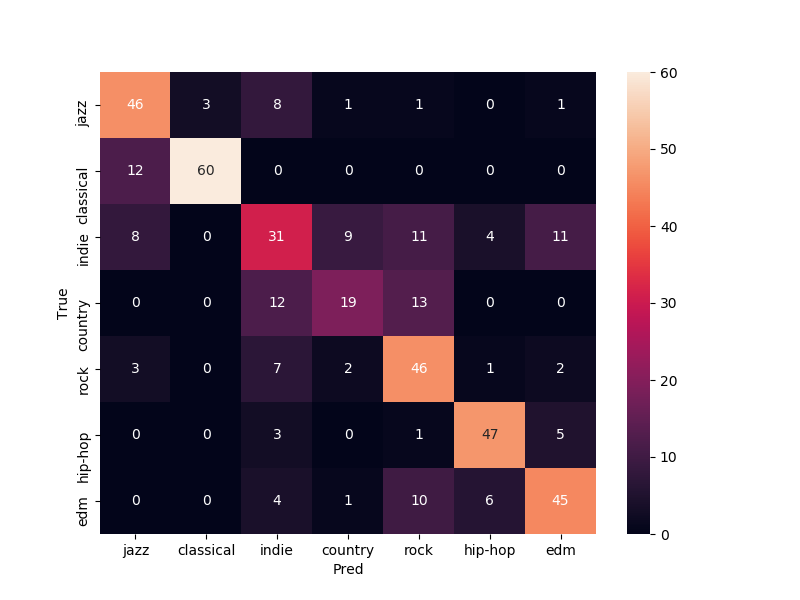 jazz 46 3 8 1 1 0 1
classical 12 60 0 0 0 0 0
indie 8 0 31 9 11 4 11
country 0 0 12 19 13 0 0
rock 3 0 7 2 46 1 2
hip-hop 0 0 3 0 1 47 5
edm 0 0 4 1 10 6 45
jazz classical indie country rock hip-hop edm
Pred
True
60
50
40
30
20
10
0